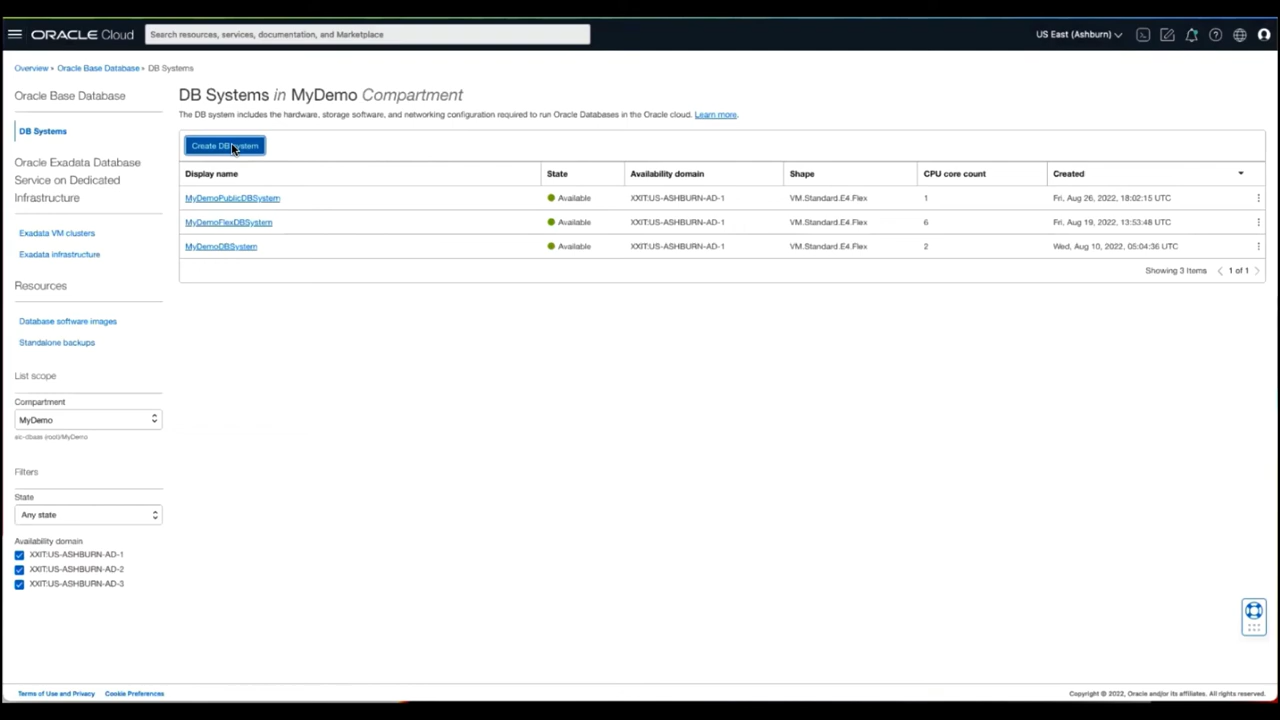 ORACLE Cloud
Search resources, services, documentation, and Marketplace
US East (Ashburn)
Overview › Oracle Base Database › DB Systems
Oracle Base Database
DB Systems
Oracle Exadata Database
Service on Dedicated
Infrastructure
Exadata VM clusters
Exadata infrastructure
Resources
Database software images
Standalone backups
List scope
Compartment
MyDemo
(root)/MyDemo
Filters
State
Any state
Availability domain
XXIT:US-ASHBURN-AD-1
XXIT:US-ASHBURN-AD-2
XXIT:US-ASHBURN-AD-3
DB Systems in MyDemo Compartment
The DB system includes the hardware, storage software, and networking configuration required to run Oracle Databases in the Oracle cloud. Learn more.
Create DB system
Display name State Availability domain Shape CPU core count Created
MyDemoPublicDBSystem Available XXIT:US-ASHBURN-AD-1 VM.Standard.E4.Flex 1 Fri, Aug 26, 2022, 18:02:15 UTC
MyDemoFlexDBSystem Available XXIT:US-ASHBURN-AD-1 VM.Standard.E4.Flex 6 Fri, Aug 19, 2022, 13:53:48 UTC
MyDemoDBSystem Available XXIT:US-ASHBURN-AD-1 VM.Standard.E4.Flex 2 Wed, Aug 10, 2022, 05:04:36 UTC
Showing 3 Items 1 of 1
Terms of Use and Privacy Cookie Preferences
Copyright © 2022, Oracle and/or its affiliates. All rights reserved.